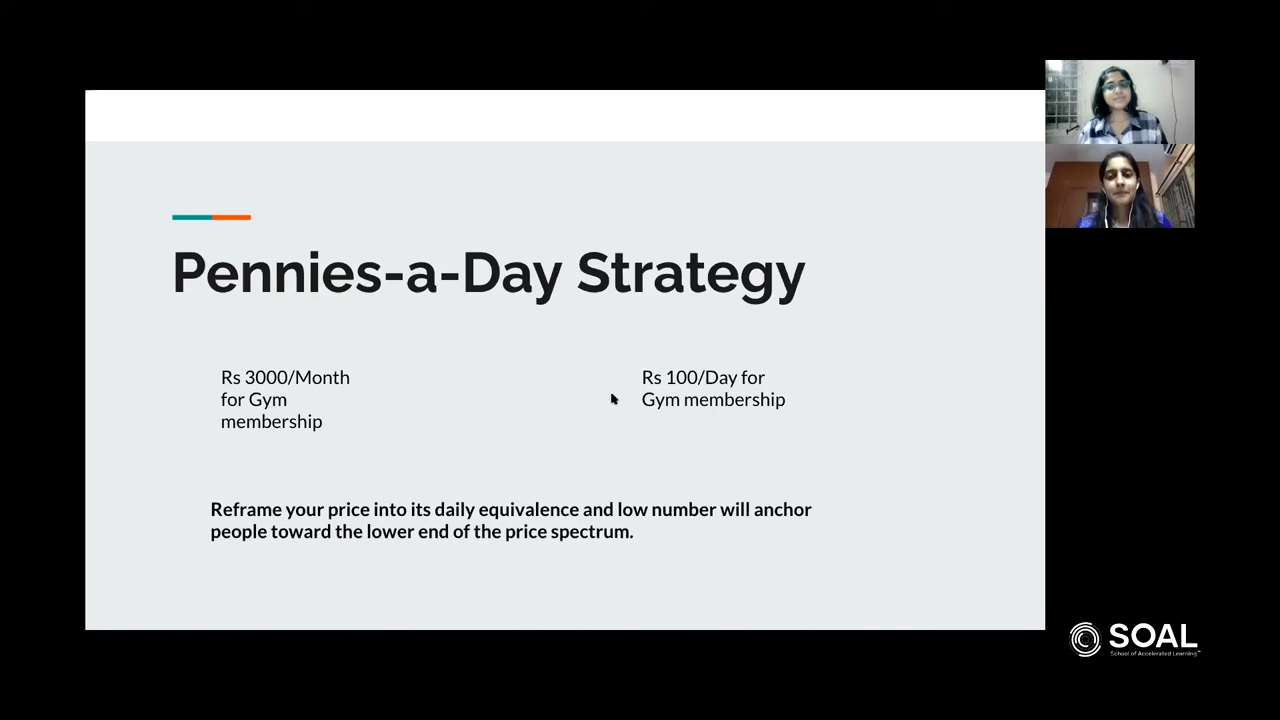 Pennies-a-Day Strategy
Rs 3000/Month
for Gym
membership
Rs 100/Day for
Gym membership
Reframe your price into its daily equivalence and low number will anchor
people toward the lower end of the price spectrum.
SOAL
School of Accelerated Learning™